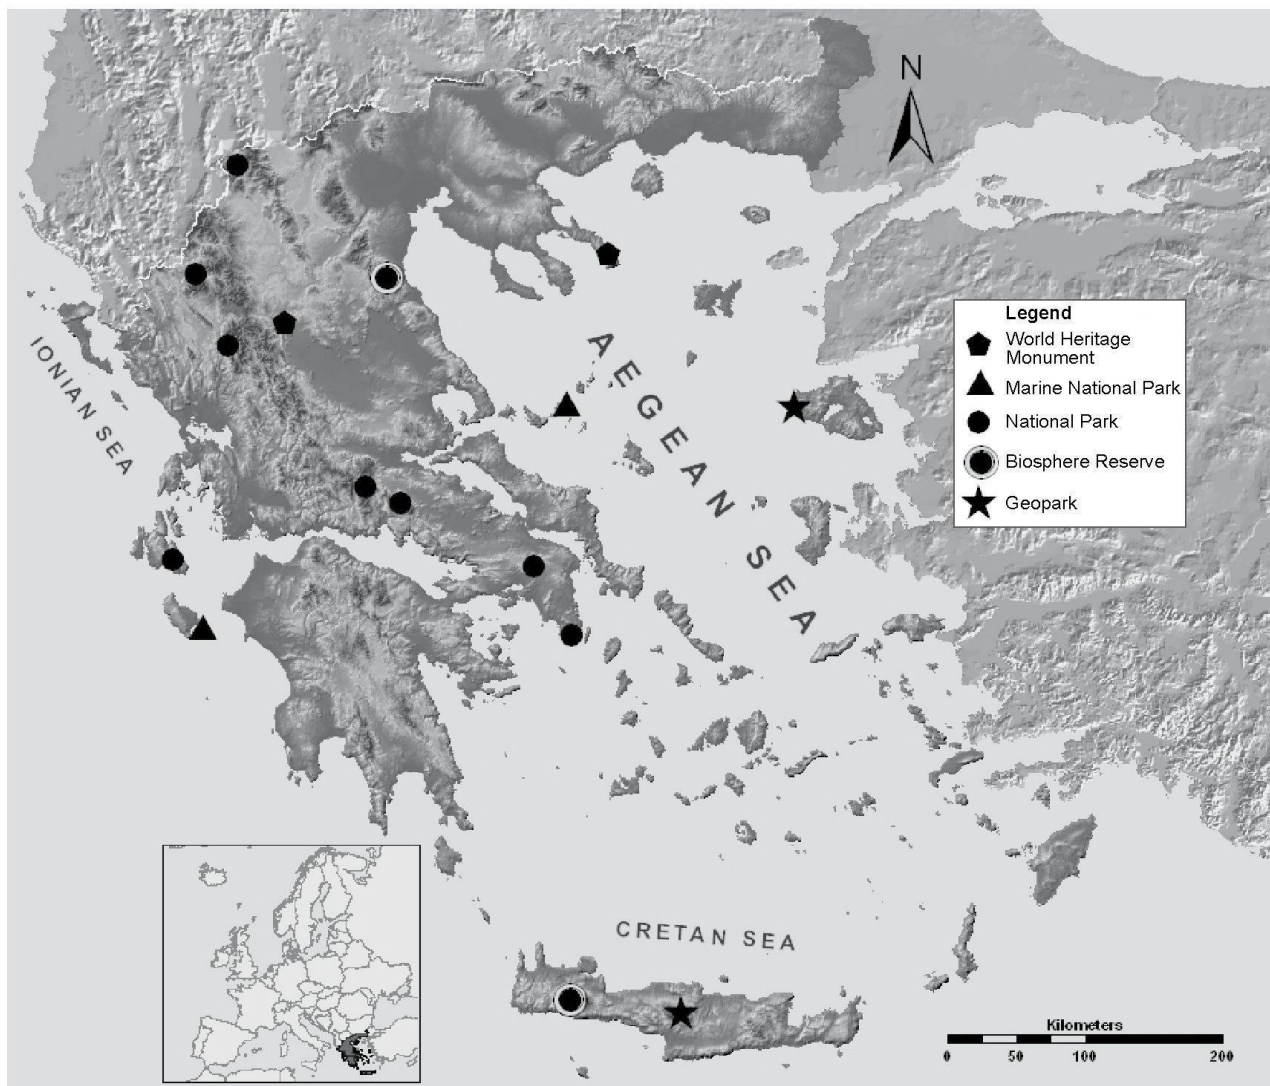 N
Legend
World Heritage
Monument
Marine National Park
National Park
Biosphere Reserve
Geopark
IONIAN SEA
AEGEAN SEA
CRETAN SEA
Kilometers
0 50 100 200